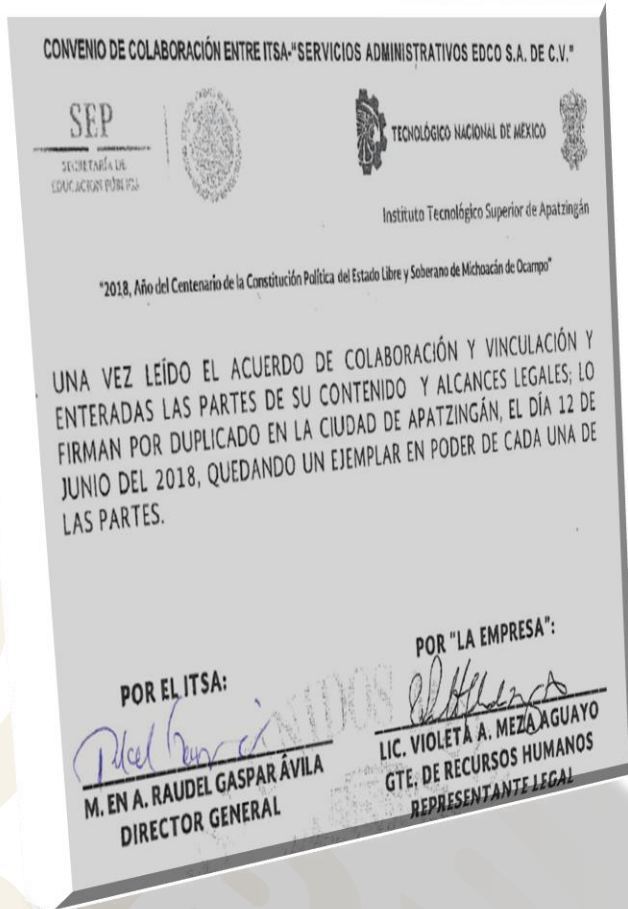 CONVENIO DE COLABORACIÓN ENTRE ITSA-"SERVICIOS ADMINISTRATIVOS EDCO S.A. DE C.V."
SEP
SECRETARÍA DE
EDUCACIÓN PÚBLICA
TECNOLÓGICO NACIONAL DE MÉXICO
Instituto Tecnológico Superior de Apatzingán
"2018, Año del Centenario de la Constitución Política del Estado Libre y Soberano de Michoacán de Ocampo"
UNA VEZ LEÍDO EL ACUERDO DE COLABORACIÓN Y VINCULACIÓN Y
ENTERADAS LAS PARTES DE SU CONTENIDO Y ALCANCES LEGALES; LO
FIRMAN POR DUPLICADO EN LA CIUDAD DE APATZINGÁN, EL DÍA 12 DE
JUNIO DEL 2018, QUEDANDO UN EJEMPLAR EN PODER DE CADA UNA DE
LAS PARTES.
POR EL ITSA:
M. EN A. RAUDEL GASPAR ÁVILA
DIRECTOR GENERAL
POR "LA EMPRESA":
LIC. VIOLETA A. MEZA AGUAYO
GTE. DE RECURSOS HUMANOS
REPRESENTANTE LEGAL